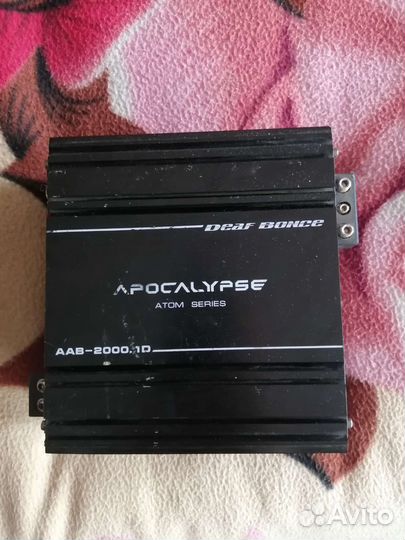 Deaf Bonce
APOCALYPSE
ATOM SERIES
AAB-2000.1D
Avito